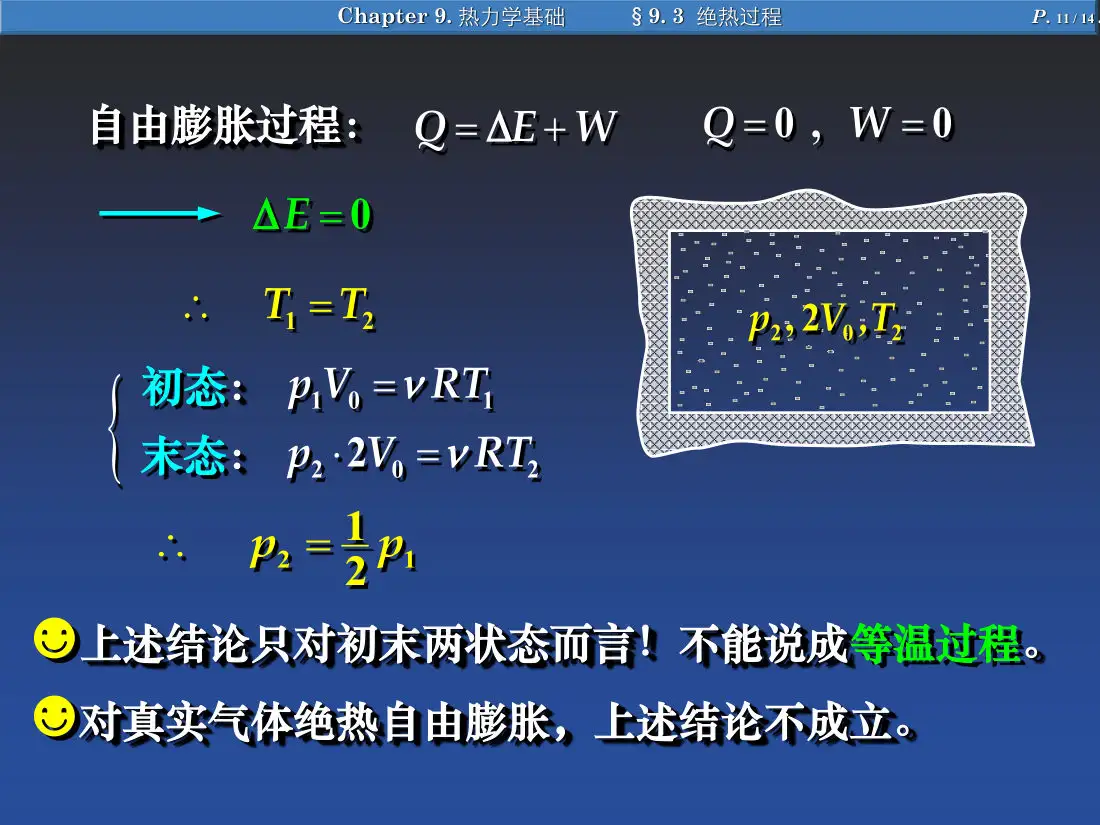 Chapter 9. 热力学基础 §9. 3 绝热过程 P. 11 / 14 .
自由膨胀过程： Q = ΔE + W Q = 0 , W = 0
ΔE = 0
∴ T₁ = T₂
p₂, 2V₀, T₂
初态： p₁V₀ = νRT₁
末态： p₂ · 2V₀ = νRT₂
∴ p₂ = 1/2 p₁
上述结论只对初末两状态而言！不能说成等温过程。
对真实气体绝热自由膨胀，上述结论不成立。